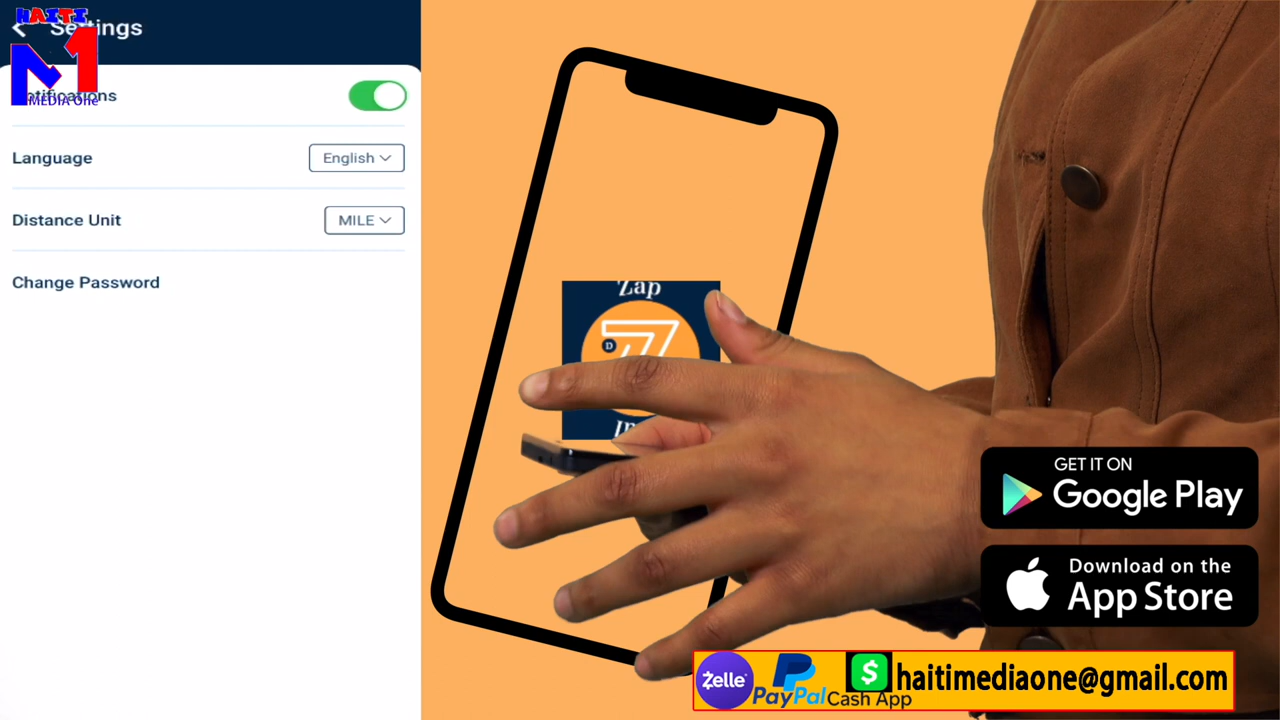 HAITI
Settings
MEDIA One
Notifications
Language
English
Distance Unit
MILE
Change Password
Zap
D
GET IT ON
Google Play
Download on the
App Store
Zelle
PayPal
$
Cash App
haitimediaone@gmail.com